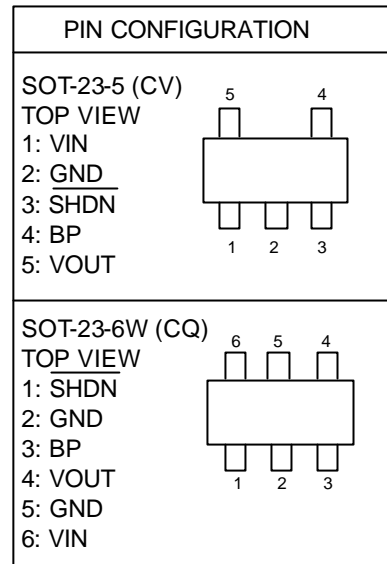 PIN CONFIGURATION
SOT-23-5 (CV)
TOP VIEW
1: VIN
2: GND
3: SHDN
4: BP
5: VOUT
5 4
1 2 3
SOT-23-6W (CQ)
TOP VIEW
1: SHDN
2: GND
3: BP
4: VOUT
5: GND
6: VIN
6 5 4
1 2 3